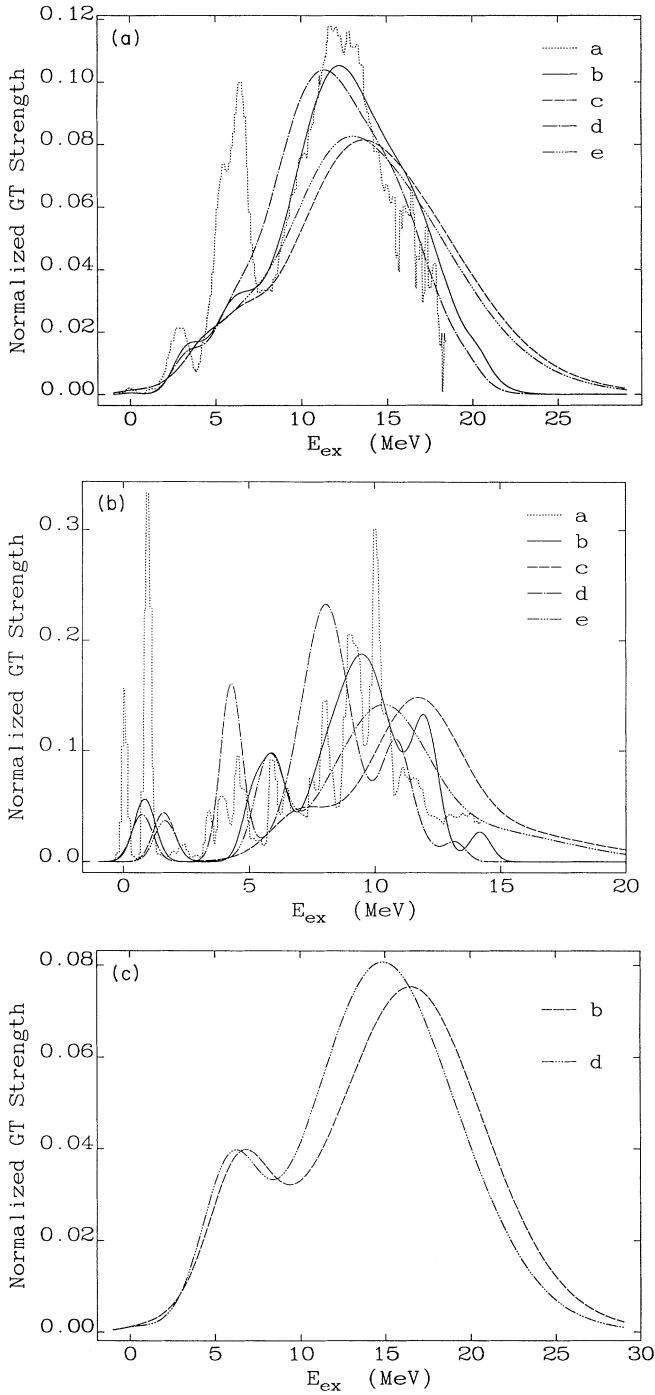 (a)
Normalized GT Strength
0.12
0.10
0.08
0.06
0.04
0.02
0.00
a
b
c
d
e
0 5 10 15 20 25
E_ex (MeV)
(b)
Normalized GT Strength
0.3
0.2
0.1
0.0
a
b
c
d
e
0 5 10 15 20
E_ex (MeV)
(c)
Normalized GT Strength
0.08
0.06
0.04
0.02
0.00
b
d
0 5 10 15 20 25 30
E_ex (MeV)